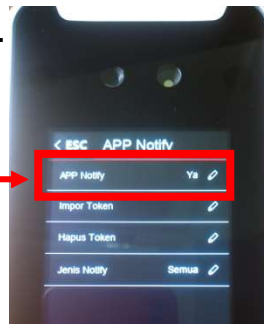 < ESC APP Notify
APP Notify Ya
Impor Token
Hapus Token
Jenis Notify Semua